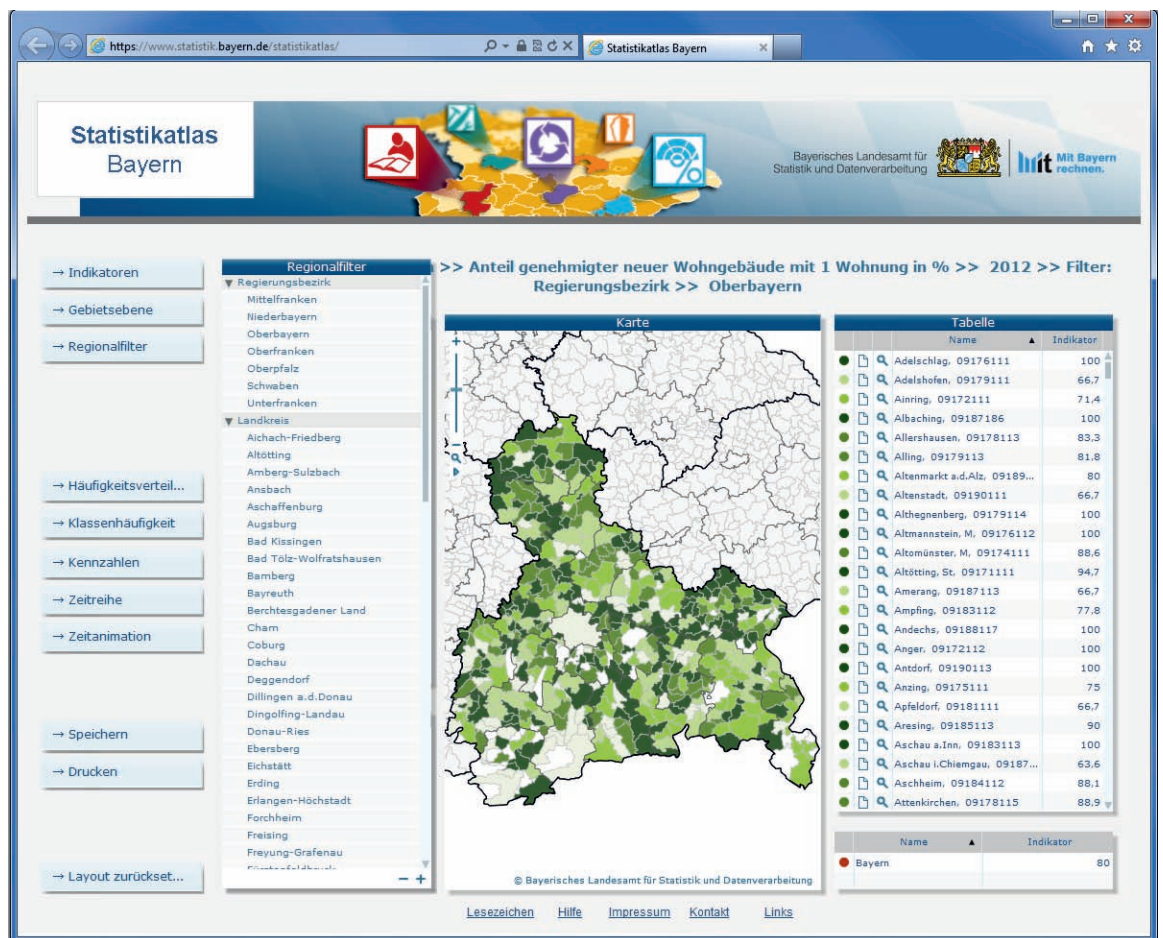 https://www.statistik.bayern.de/statistikatlas/
Statistikatlas Bayern
Statistikatlas
Bayern
Bayerisches Landesamt für
Statistik und Datenverarbeitung
Mit Bayern
rechnen.
→ Indikatoren
→ Gebietsebene
→ Regionalfilter
→ Häufigkeitsverteil...
→ Klassenhäufigkeit
→ Kennzahlen
→ Zeitreihe
→ Zeitanimation
→ Speichern
→ Drucken
→ Layout zurückset...
Regionalfilter
Regierungsbezirk
Mittelfranken
Niederbayern
Oberbayern
Oberfranken
Oberpfalz
Schwaben
Unterfranken
Landkreis
Aichach-Friedberg
Altötting
Amberg-Sulzbach
Ansbach
Aschaffenburg
Augsburg
Bad Kissingen
Bad Tölz-Wolfratshausen
Bamberg
Bayreuth
Berchtesgadener Land
Cham
Coburg
Dachau
Deggendorf
Dillingen a.d.Donau
Dingolfing-Landau
Donau-Ries
Ebersberg
Eichstätt
Erding
Erlangen-Höchstadt
Forchheim
Freising
Freyung-Grafenau
>> Anteil genehmigter neuer Wohngebäude mit 1 Wohnung in % >> 2012 >> Filter:
Regierungsbezirk >> Oberbayern
Karte
© Bayerisches Landesamt für Statistik und Datenverarbeitung
Tabelle
Name Indikator
Adelschlag, 09176111 100
Adelshofen, 09179111 66,7
Ainring, 09172111 71,4
Albaching, 09187186 100
Allershausen, 09178113 83,3
Alling, 09179113 81,8
Altenmarkt a.d.Alz, 09189... 80
Altenstadt, 09190111 66,7
Althegnenberg, 09179114 100
Altmannstein, M, 09176112 100
Altomünster, M, 09174111 88,6
Altötting, St, 09171111 94,7
Amerang, 09187113 66,7
Ampfing, 09183112 77,8
Andechs, 09188117 100
Anger, 09172112 100
Antdorf, 09190113 100
Anzing, 09175111 75
Apfeldorf, 09181111 66,7
Aresing, 09185113 90
Aschau a.Inn, 09183113 100
Aschau i.Chiemgau, 09187... 63,6
Aschheim, 09184112 88,1
Attenkirchen, 09178115 88,9
Name Indikator
Bayern 80
Lesezeichen Hilfe Impressum Kontakt Links